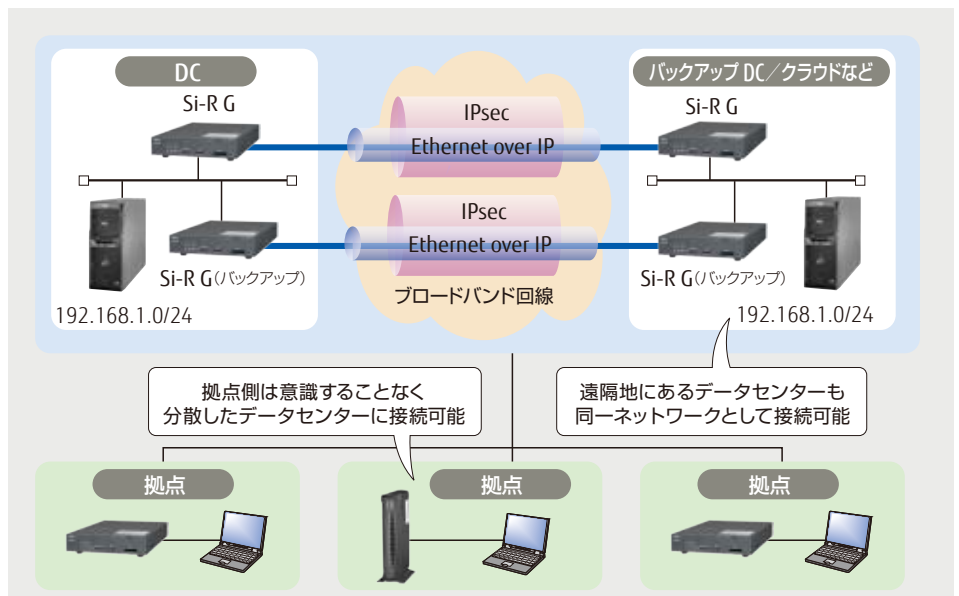 DC
バックアップDC／クラウドなど
Si-R G
IPsec
Si-R G
Ethernet over IP
IPsec
Ethernet over IP
Si-R G（バックアップ）
Si-R G（バックアップ）
ブロードバンド回線
192.168.1.0/24
192.168.1.0/24
拠点側は意識することなく
分散したデータセンターに接続可能
遠隔地にあるデータセンターも
同一ネットワークとして接続可能
拠点
拠点
拠点